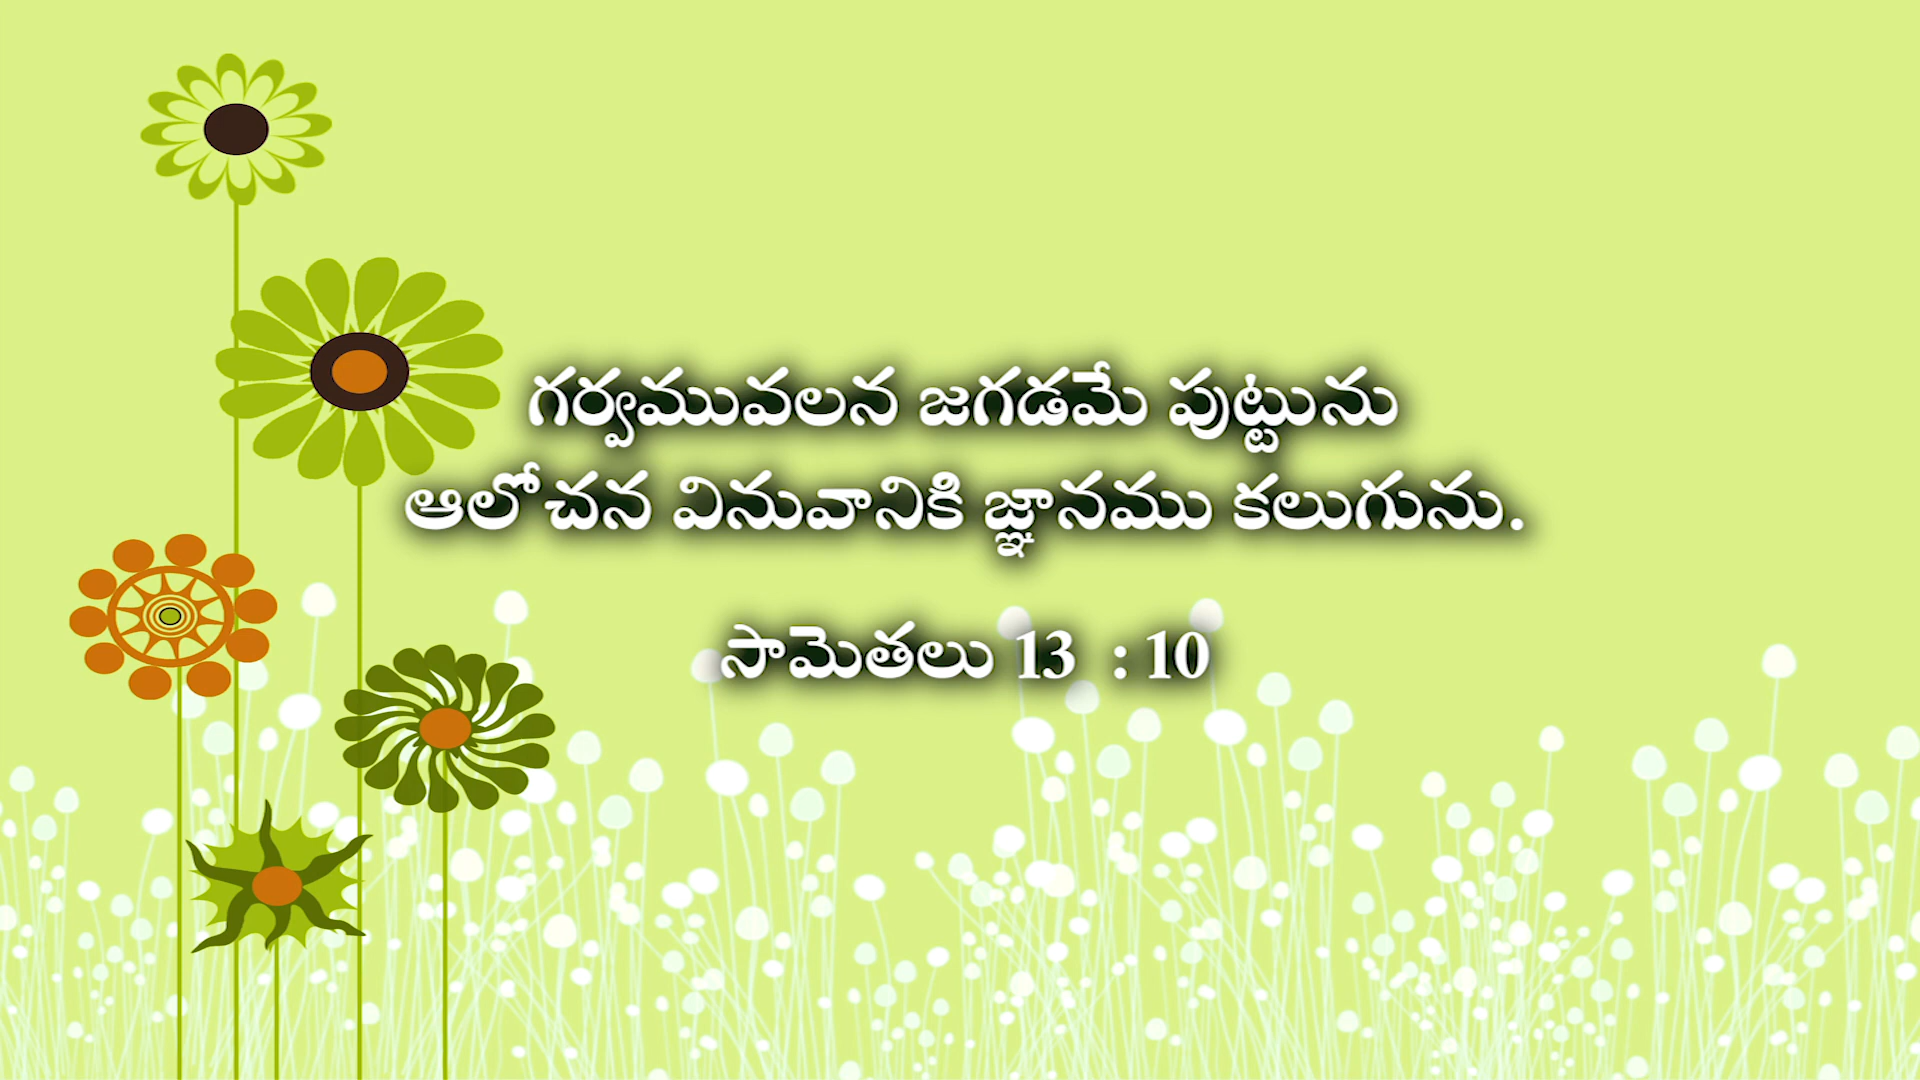 గర్వమువలన జగడమే పుట్టును
ఆలోచన వినువానికి జ్ఞానము కలుగును.
సామెతలు 13 : 10